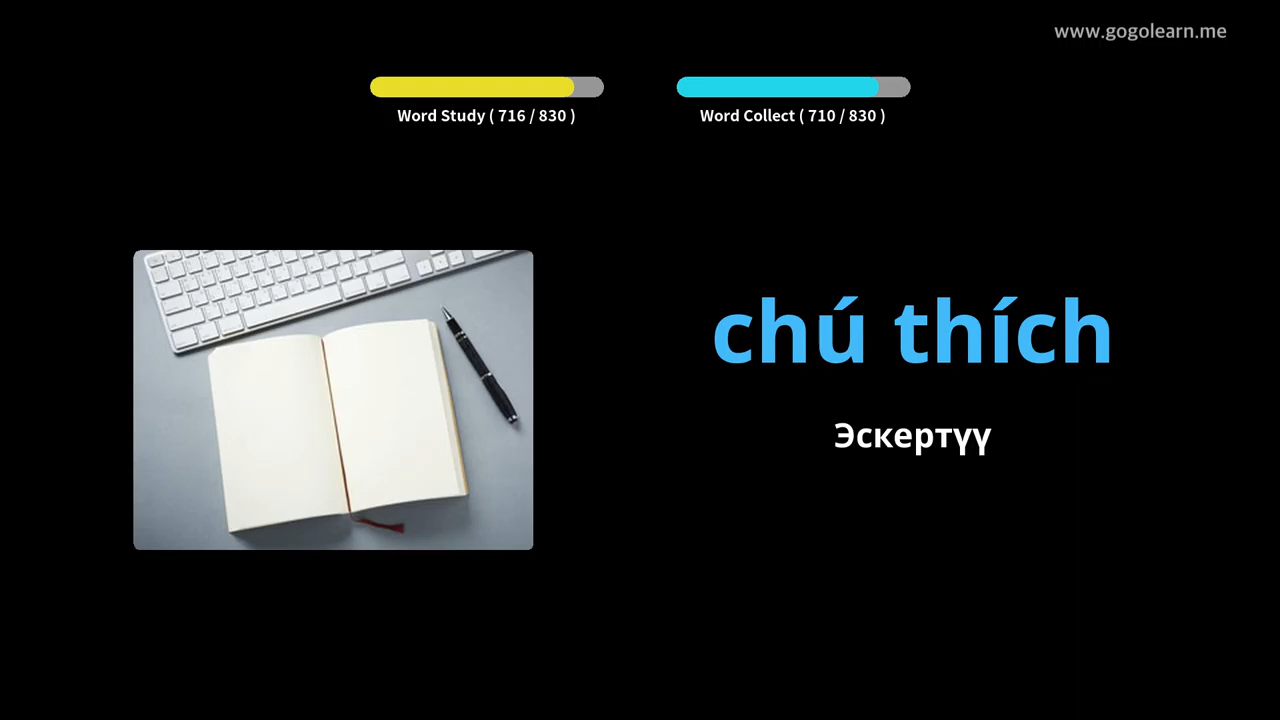 www.gogolearn.me
Word Study ( 716 / 830 )
Word Collect ( 710 / 830 )
chú thích
Эскертүү